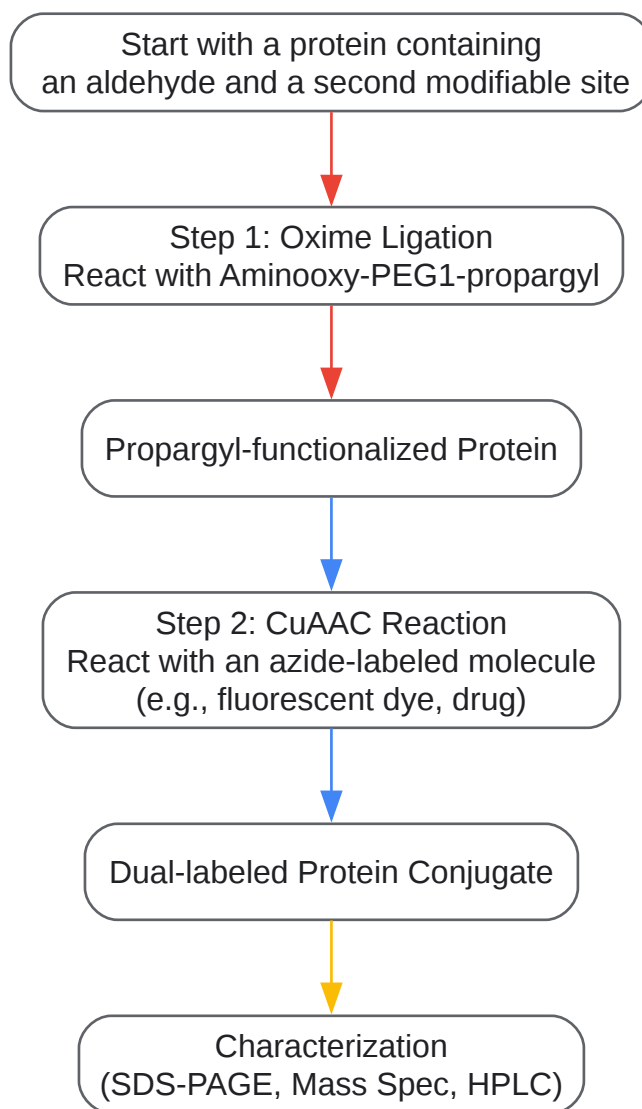 Start with a protein containing
an aldehyde and a second modifiable site
Step 1: Oxime Ligation
React with Aminooxy-PEG1-propargyl
Propargyl-functionalized Protein
Step 2: CuAAC Reaction
React with an azide-labeled molecule
(e.g., fluorescent dye, drug)
Dual-labeled Protein Conjugate
Characterization
(SDS-PAGE, Mass Spec, HPLC)